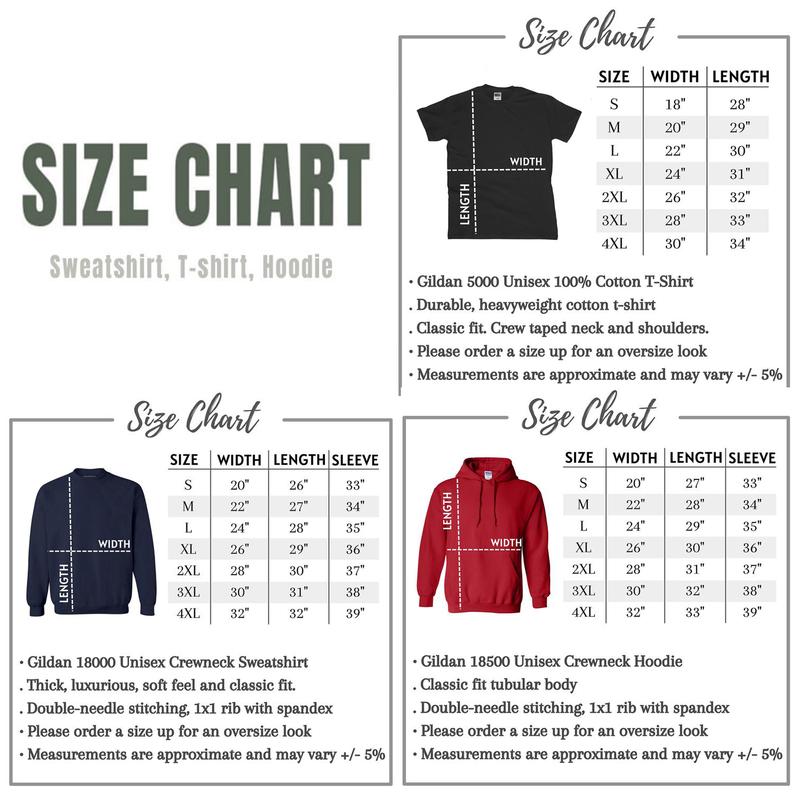 SIZE CHART
Sweatshirt, T-shirt, Hoodie
Size Chart
SIZE WIDTH LENGTH
S 18" 28"
M 20" 29"
L 22" 30"
XL 24" 31"
2XL 26" 32"
3XL 28" 33"
4XL 30" 34"
WIDTH
LENGTH
· Gildan 5000 Unisex 100% Cotton T-Shirt
. Durable, heavyweight cotton t-shirt
. Classic fit. Crew taped neck and shoulders.
· Please order a size up for an oversize look
· Measurements are approximate and may vary +/- 5%
Size Chart
SIZE WIDTH LENGTH SLEEVE
S 20" 26" 33"
M 22" 27" 34"
L 24" 28" 35"
XL 26" 29" 36"
2XL 28" 30" 37"
3XL 30" 31" 38"
4XL 32" 32" 39"
WIDTH
LENGTH
· Gildan 18000 Unisex Crewneck Sweatshirt
. Thick, luxurious, soft feel and classic fit.
. Double-needle stitching, 1x1 rib with spandex
· Please order a size up for an oversize look
· Measurements are approximate and may vary +/- 5%
Size Chart
SIZE WIDTH LENGTH SLEEVE
S 20" 27" 33"
M 22" 28" 34"
L 24" 29" 35"
XL 26" 30" 36"
2XL 28" 31" 37"
3XL 30" 32" 38"
4XL 32" 33" 39"
LENGTH
WIDTH
· Gildan 18500 Unisex Crewneck Hoodie
. Classic fit tubular body
. Double-needle stitching, 1x1 rib with spandex
· Please order a size up for an oversize look
· Measurements are approximate and may vary +/- 5%